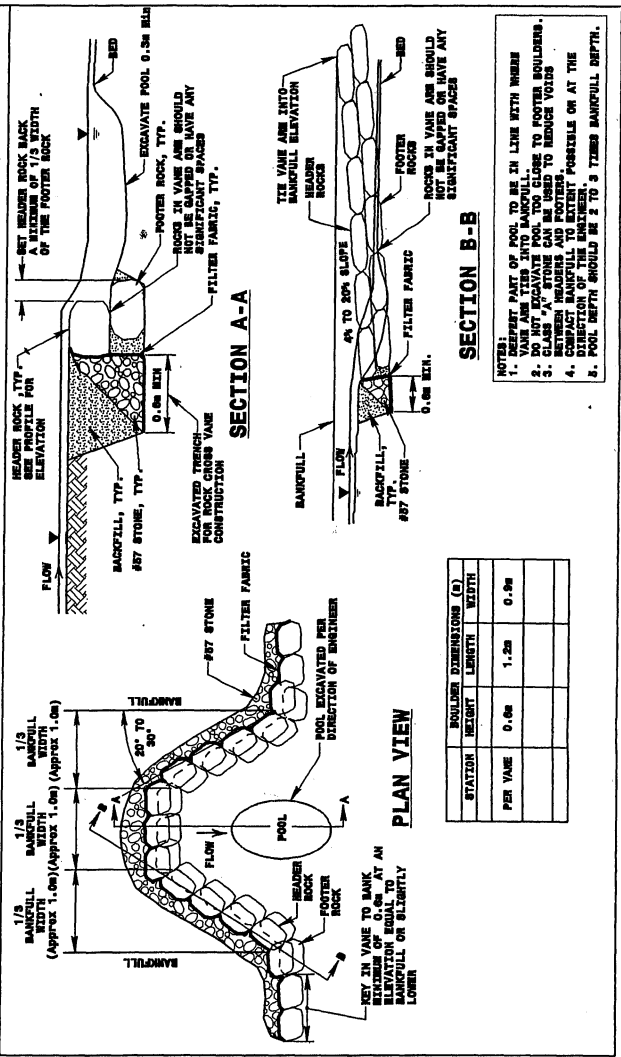 1/3
BANKFULL
WIDTH
(Approx 1.0m)
1/3
BANKFULL
WIDTH
(Approx 1.0m)
1/3
BANKFULL
WIDTH
(Approx 1.0m)
BANKFULL
BANKFULL
20° TO
30°
#57 STONE
FILTER FABRIC
B
A
FLOW
POOL
A
B
POOL EXCAVATED PER
DIRECTION OF ENGINEER
HEADER
ROCK
FOOTER
ROCK
KEY IN VANE TO BANK
MINIMUM OF 0.6m AT AN
ELEVATION EQUAL TO
BANKFULL OR SLIGHTLY
LOWER
PLAN VIEW
BOULDER DIMENSIONS (m)
STATION HEIGHT LENGTH WIDTH
PER VANE 0.6m 1.2m 0.9m
HEADER ROCK ,TYP.
SEE PROFILE FOR
ELEVATION
SET HEADER ROCK BACK
A MINIMUM OF 1/3 WIDTH
OF THE FOOTER ROCK
FLOW
BED
EXCAVATE POOL 0.3m Min
FOOTER ROCK, TYP.
ROCKS IN VANE ARM SHOULD
NOT BE GAPPED OR HAVE ANY
SIGNIFICANT SPACES
FILTER FABRIC, TYP.
BACKFILL, TYP.
#57 STONE, TYP.
0.6m MIN
EXCAVATED TRENCH
FOR ROCK CROSS VANE
CONSTRUCTION
SECTION A-A
BANKFULL
FLOW
4% TO 20% SLOPE
TIE VANE ARM INTO
BANKFULL ELEVATION
HEADER
ROCKS
BED
FOOTER
ROCKS
ROCKS IN VANE ARM SHOULD
NOT BE GAPPED OR HAVE ANY
SIGNIFICANT SPACES
FILTER FABRIC
BACKFILL,
TYP.
#57 STONE
0.6m MIN.
SECTION B-B
NOTES:
1. DEEPEST PART OF POOL TO BE IN LINE WITH WHERE
VANE ARM TIES INTO BANKFULL.
2. DO NOT EXCAVATE POOL TOO CLOSE TO FOOTER BOULDERS.
3. CLASS "A" STONE CAN BE USED TO REDUCE VOIDS
BETWEEN HEADERS AND FOOTERS.
4. COMPACT BANKFULL TO EXTENT POSSIBLE OR AT THE
DIRECTION OF THE ENGINEER.
5. POOL DEPTH SHOULD BE 2 TO 3 TIMES BANKFULL DEPTH.